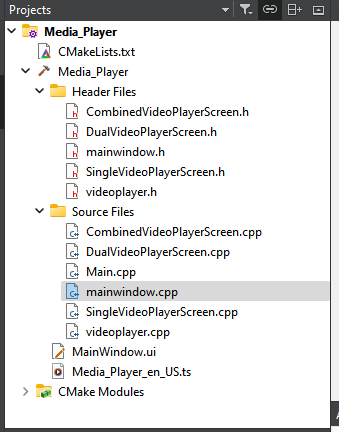 Projects
Media_Player
CMakeLists.txt
Media_Player
Header Files
CombinedVideoPlayerScreen.h
DualVideoPlayerScreen.h
mainwindow.h
SingleVideoPlayerScreen.h
videoplayer.h
Source Files
CombinedVideoPlayerScreen.cpp
DualVideoPlayerScreen.cpp
Main.cpp
mainwindow.cpp
SingleVideoPlayerScreen.cpp
videoplayer.cpp
MainWindow.ui
Media_Player_en_US.ts
CMake Modules